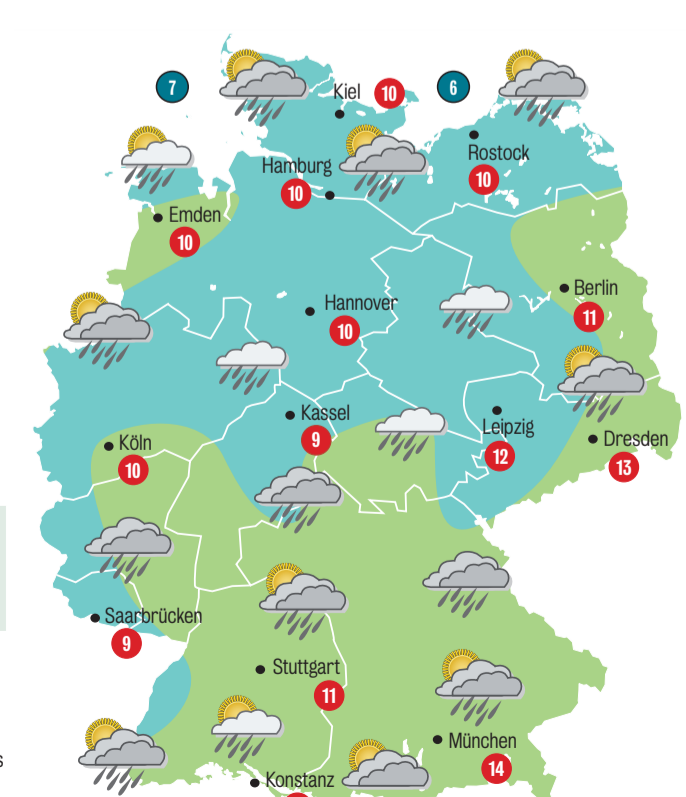 7
Kiel 10
6
Hamburg
10
Rostock
10
Emden
10
Berlin
11
Hannover
10
Kassel
9
Leipzig
12
Köln
10
Dresden
13
Saarbrücken
9
Stuttgart
11
München
14
Konstanz
s